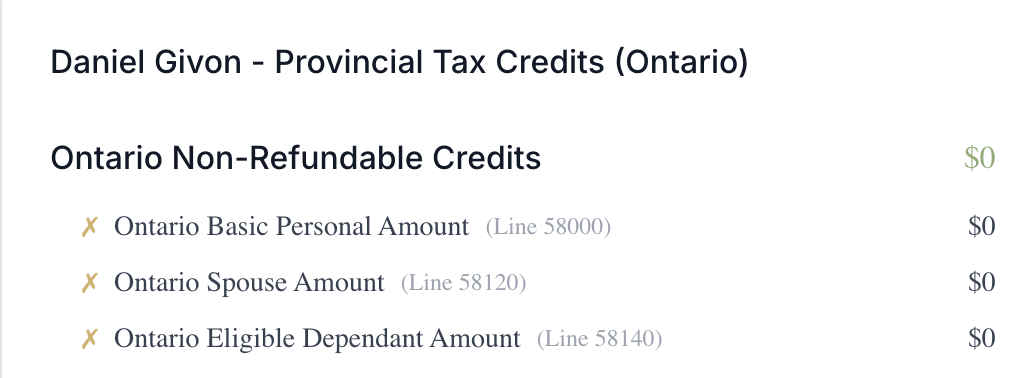 Daniel Givon - Provincial Tax Credits (Ontario)
Ontario Non-Refundable Credits $0
✗ Ontario Basic Personal Amount (Line 58000) $0
✗ Ontario Spouse Amount (Line 58120) $0
✗ Ontario Eligible Dependant Amount (Line 58140) $0